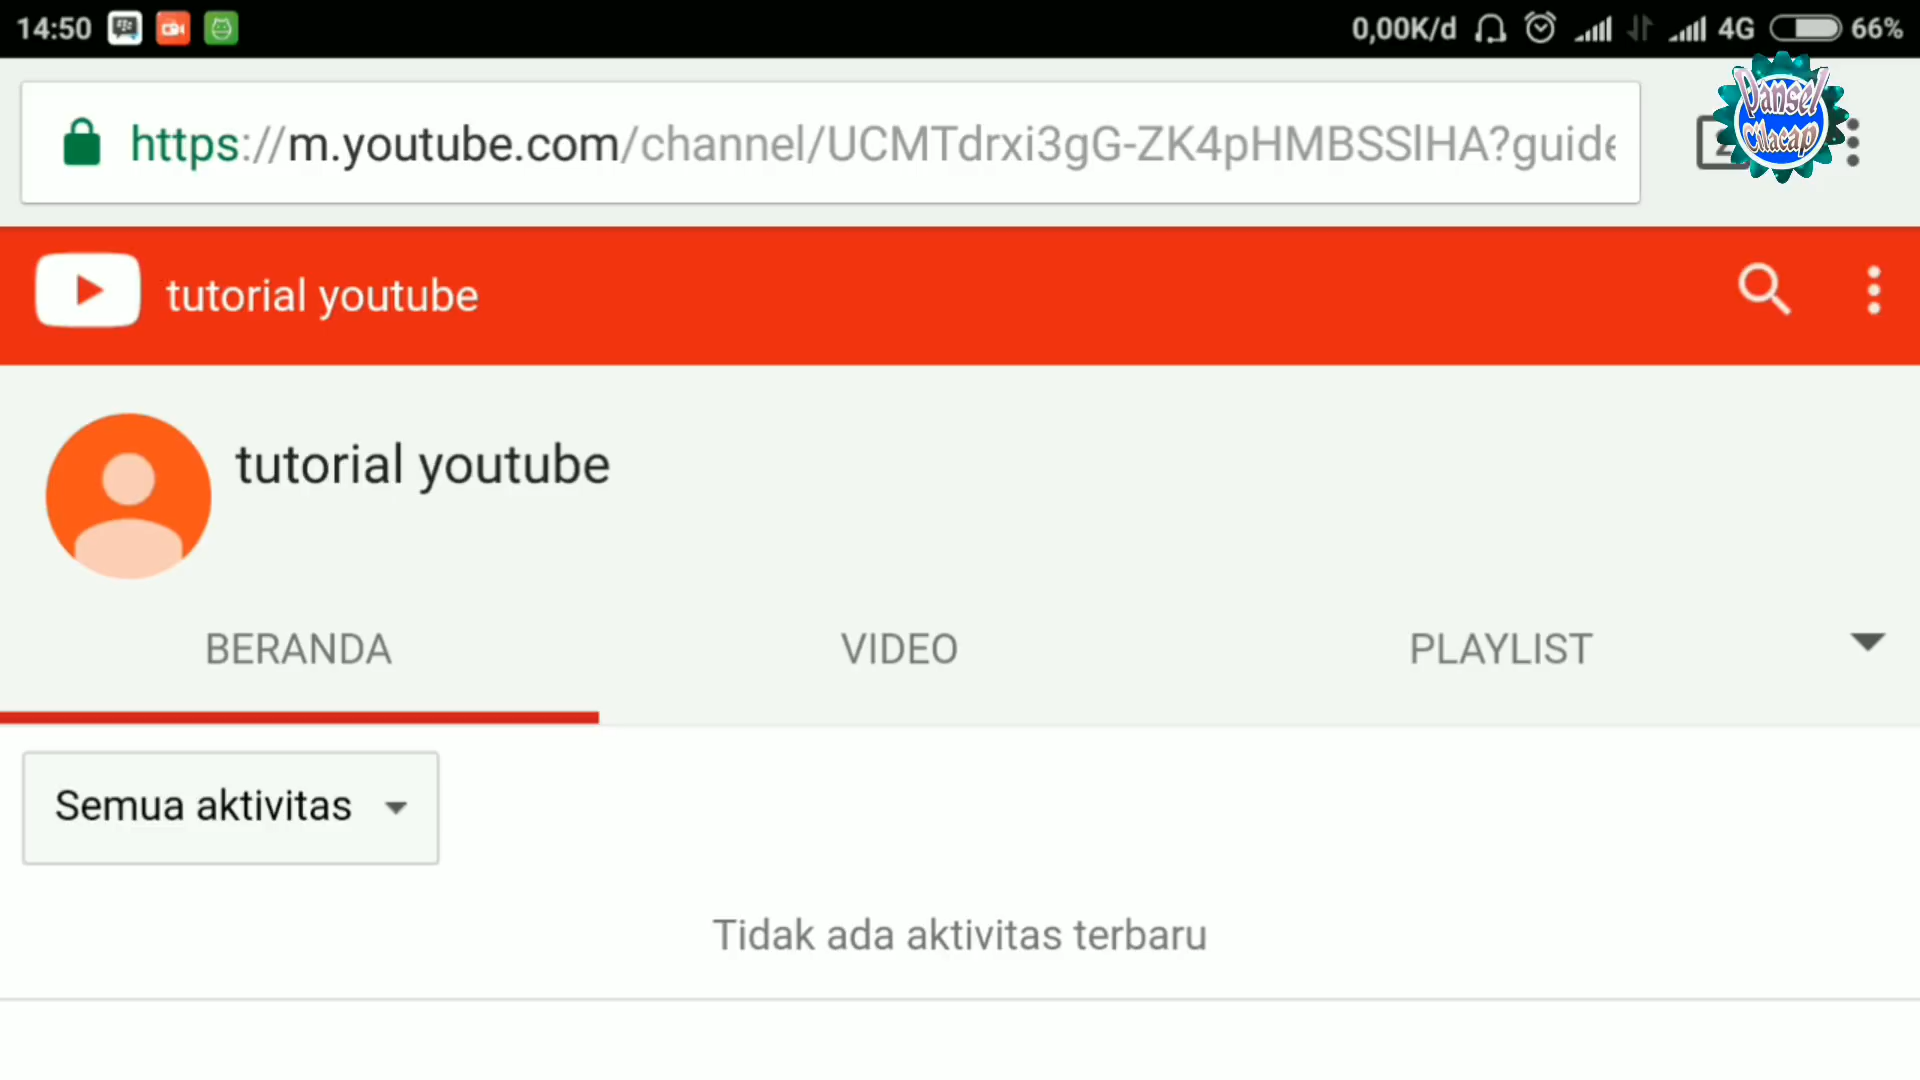 14:50 0,00K/d 4G 66%
https://m.youtube.com/channel/UCMTdrxi3gG-ZK4pHMBSSlHA?guide
Dansel
Cilacap
tutorial youtube
tutorial youtube
BERANDA VIDEO PLAYLIST
Semua aktivitas
Tidak ada aktivitas terbaru